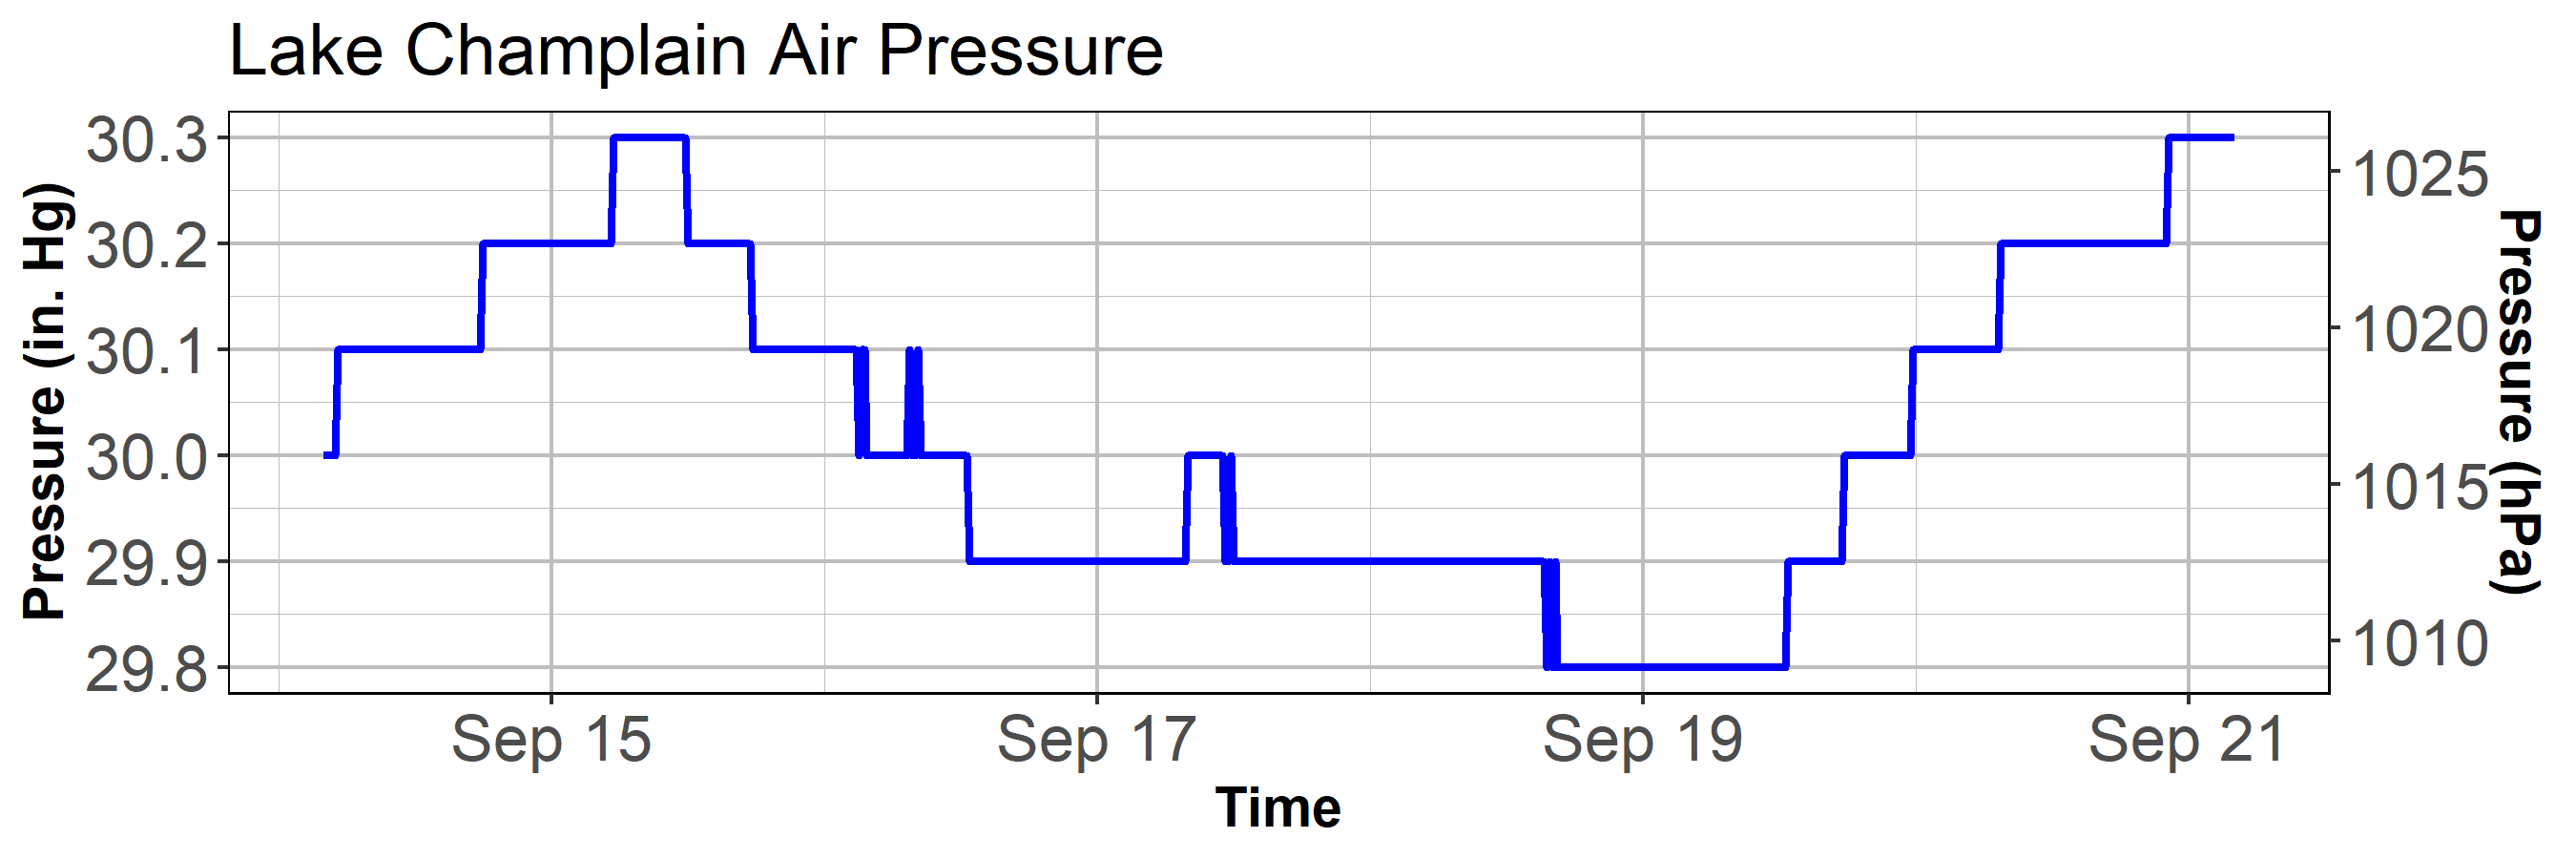 Lake Champlain Air Pressure
Pressure (in. Hg)
30.3
30.2
30.1
30.0
29.9
29.8
1025
1020
1015
1010
Pressure (hPa)
Sep 15 Sep 17 Sep 19 Sep 21
Time